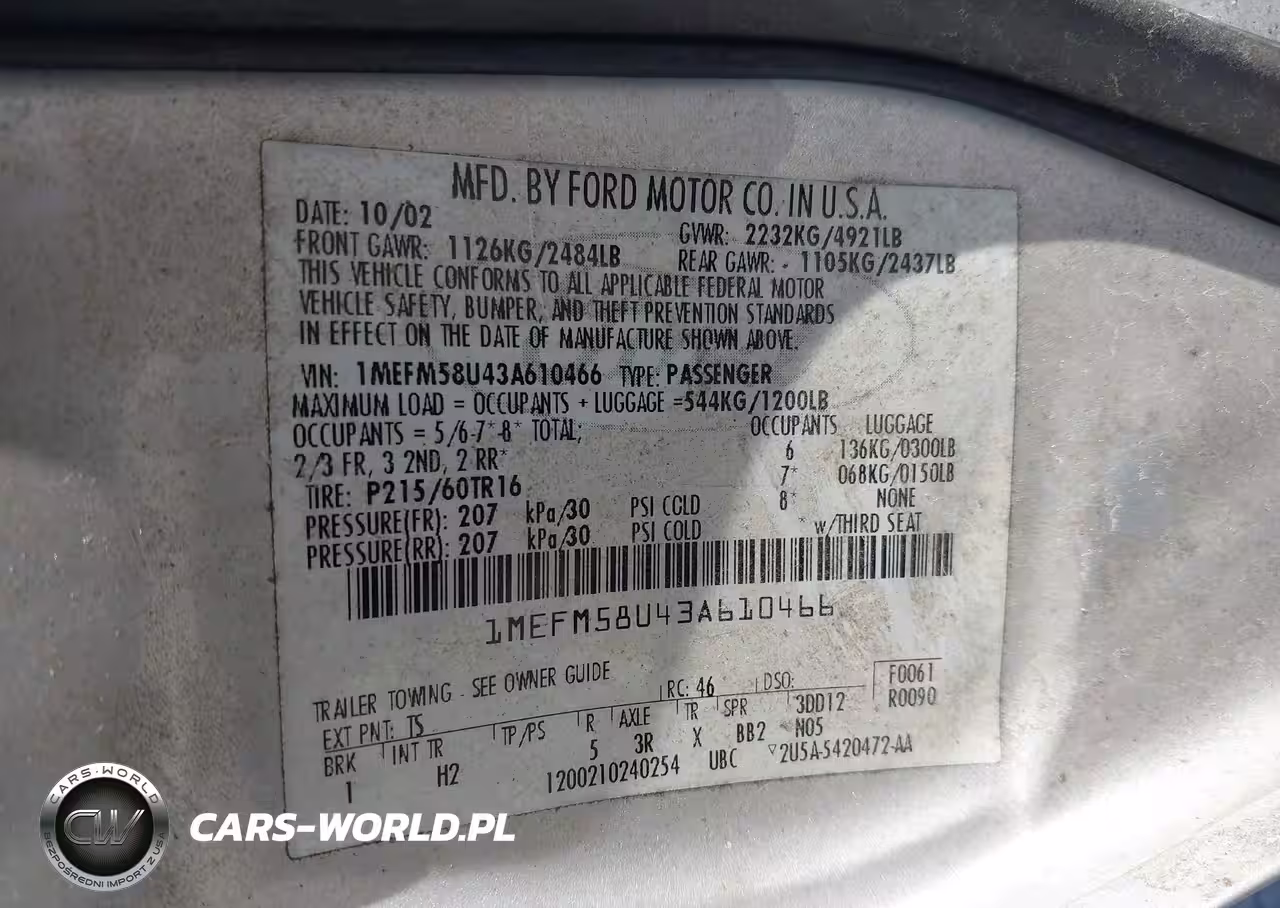 MFD. BY FORD MOTOR CO. IN U.S.A.
DATE: 10/02 GVWR: 2232KG/4921LB
FRONT GAWR: 1126KG/2484LB REAR GAWR: 1105KG/2437LB
THIS VEHICLE CONFORMS TO ALL APPLICABLE FEDERAL MOTOR
VEHICLE SAFETY, BUMPER, AND THEFT PREVENTION STANDARDS
IN EFFECT ON THE DATE OF MANUFACTURE SHOWN ABOVE.
VIN: 1MEFM58U43A610466 TYPE: PASSENGER
MAXIMUM LOAD = OCCUPANTS + LUGGAGE =544KG/1200LB
OCCUPANTS = 5/6-7*-8* TOTAL; OCCUPANTS LUGGAGE
2/3 FR, 3 2ND, 2 RR* 6 136KG/0300LB
7* 068KG/0150LB
TIRE: P215/60TR16 8* NONE
PRESSURE(FR): 207 kPa/30 PSI COLD * w/THIRD SEAT
PRESSURE(RR): 207 kPa/30 PSI COLD
1MEFM58U43A610466
TRAILER TOWING - SEE OWNER GUIDE
EXT PNT: TS RC: 46 DSO: F0061
BRK INT TR TP/PS R AXLE TR SPR 3DD12 R0090
1 H2 5 3R X BB2 N05
1200210240254 UBC ▽2U5A-5420472-AA
CARS-WORLD
CW
BEZPOŚREDNI IMPORT Z USA
CARS-WORLD.PL